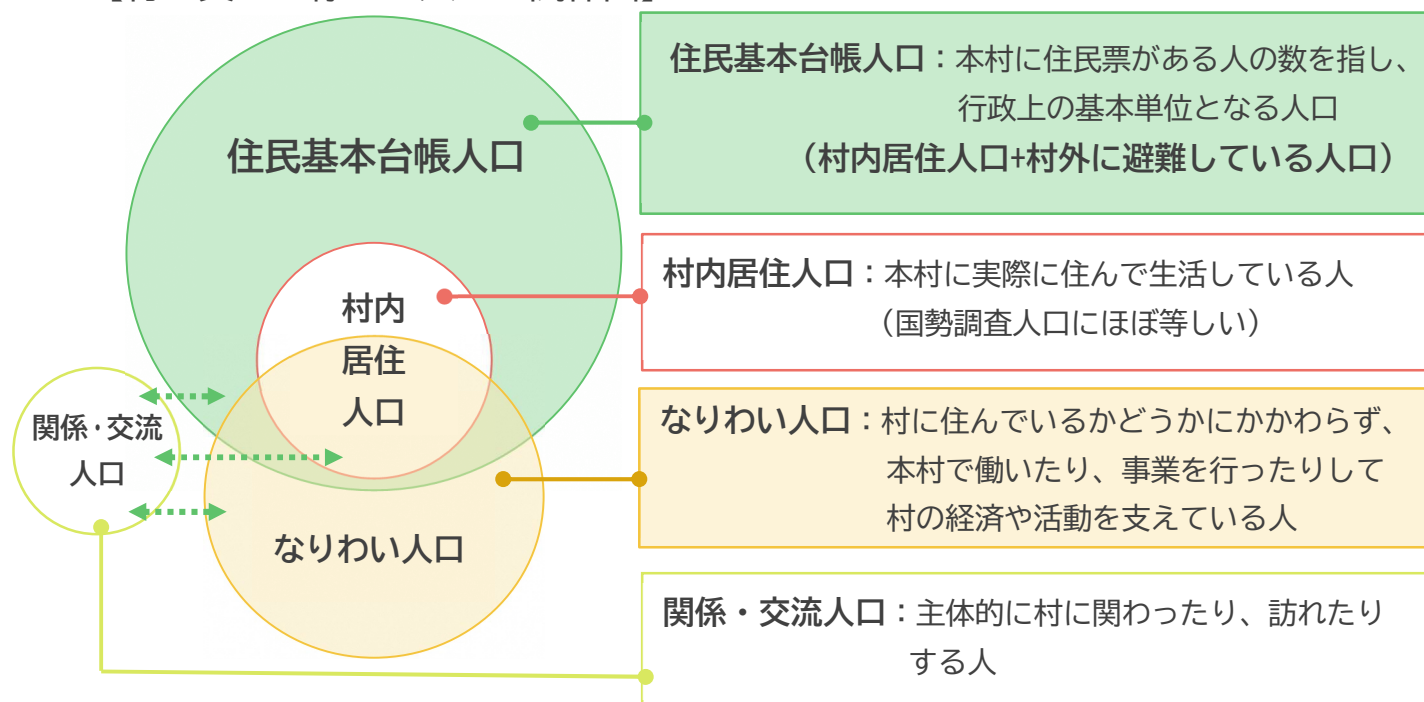 住民基本台帳人口
村内
居住
人口
関係・交流
人口
なりわい人口
住民基本台帳人口：本村に住民票がある人の数を指し、
行政上の基本単位となる人口
（村内居住人口+村外に避難している人口）
村内居住人口：本村に実際に住んで生活している人
（国勢調査人口にほぼ等しい）
なりわい人口：村に住んでいるかどうかにかかわらず、
本村で働いたり、事業を行ったりして
村の経済や活動を支えている人
関係・交流人口：主体的に村に関わったり、訪れたり
する人